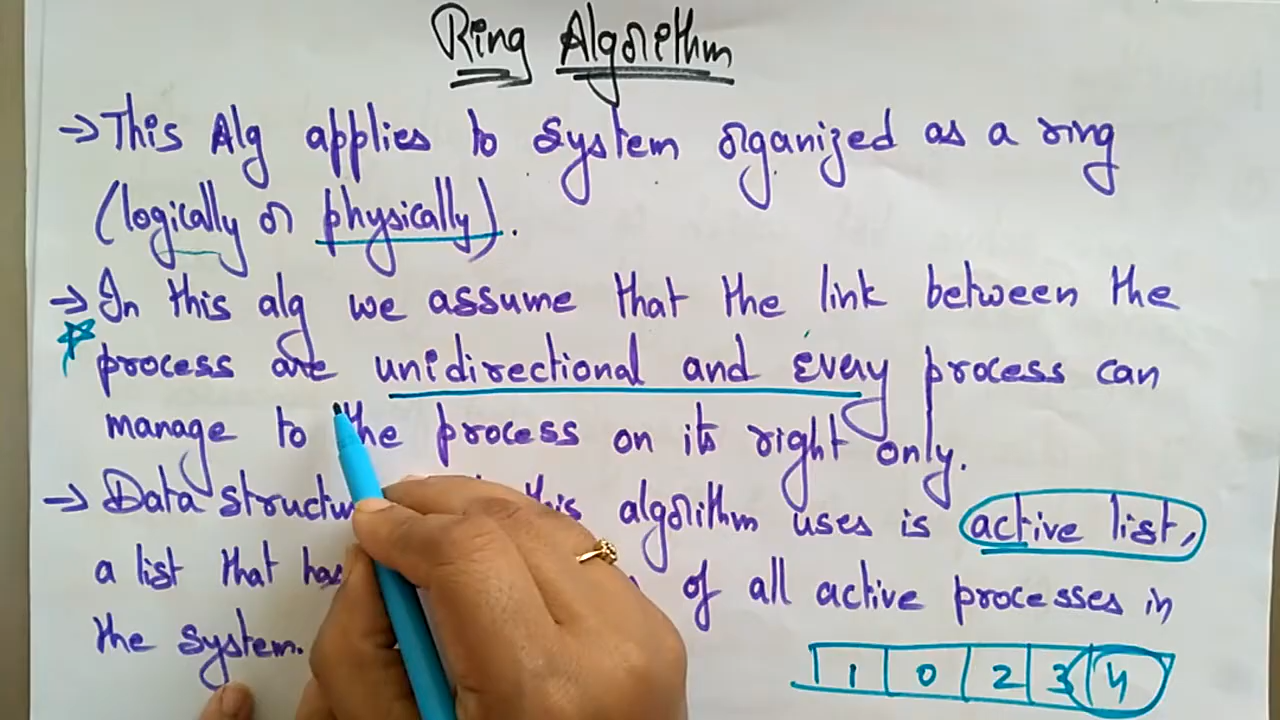 Ring Algorithm
→ This Alg applies to system organized as a ring
(logically or physically).
→ In this alg we assume that the link between the
process are unidirectional and every process can
manage to the process on its right only.
→ Data this algorithm uses is active list,
a list that has of all active processes in
the system.
1 0 2 3 4